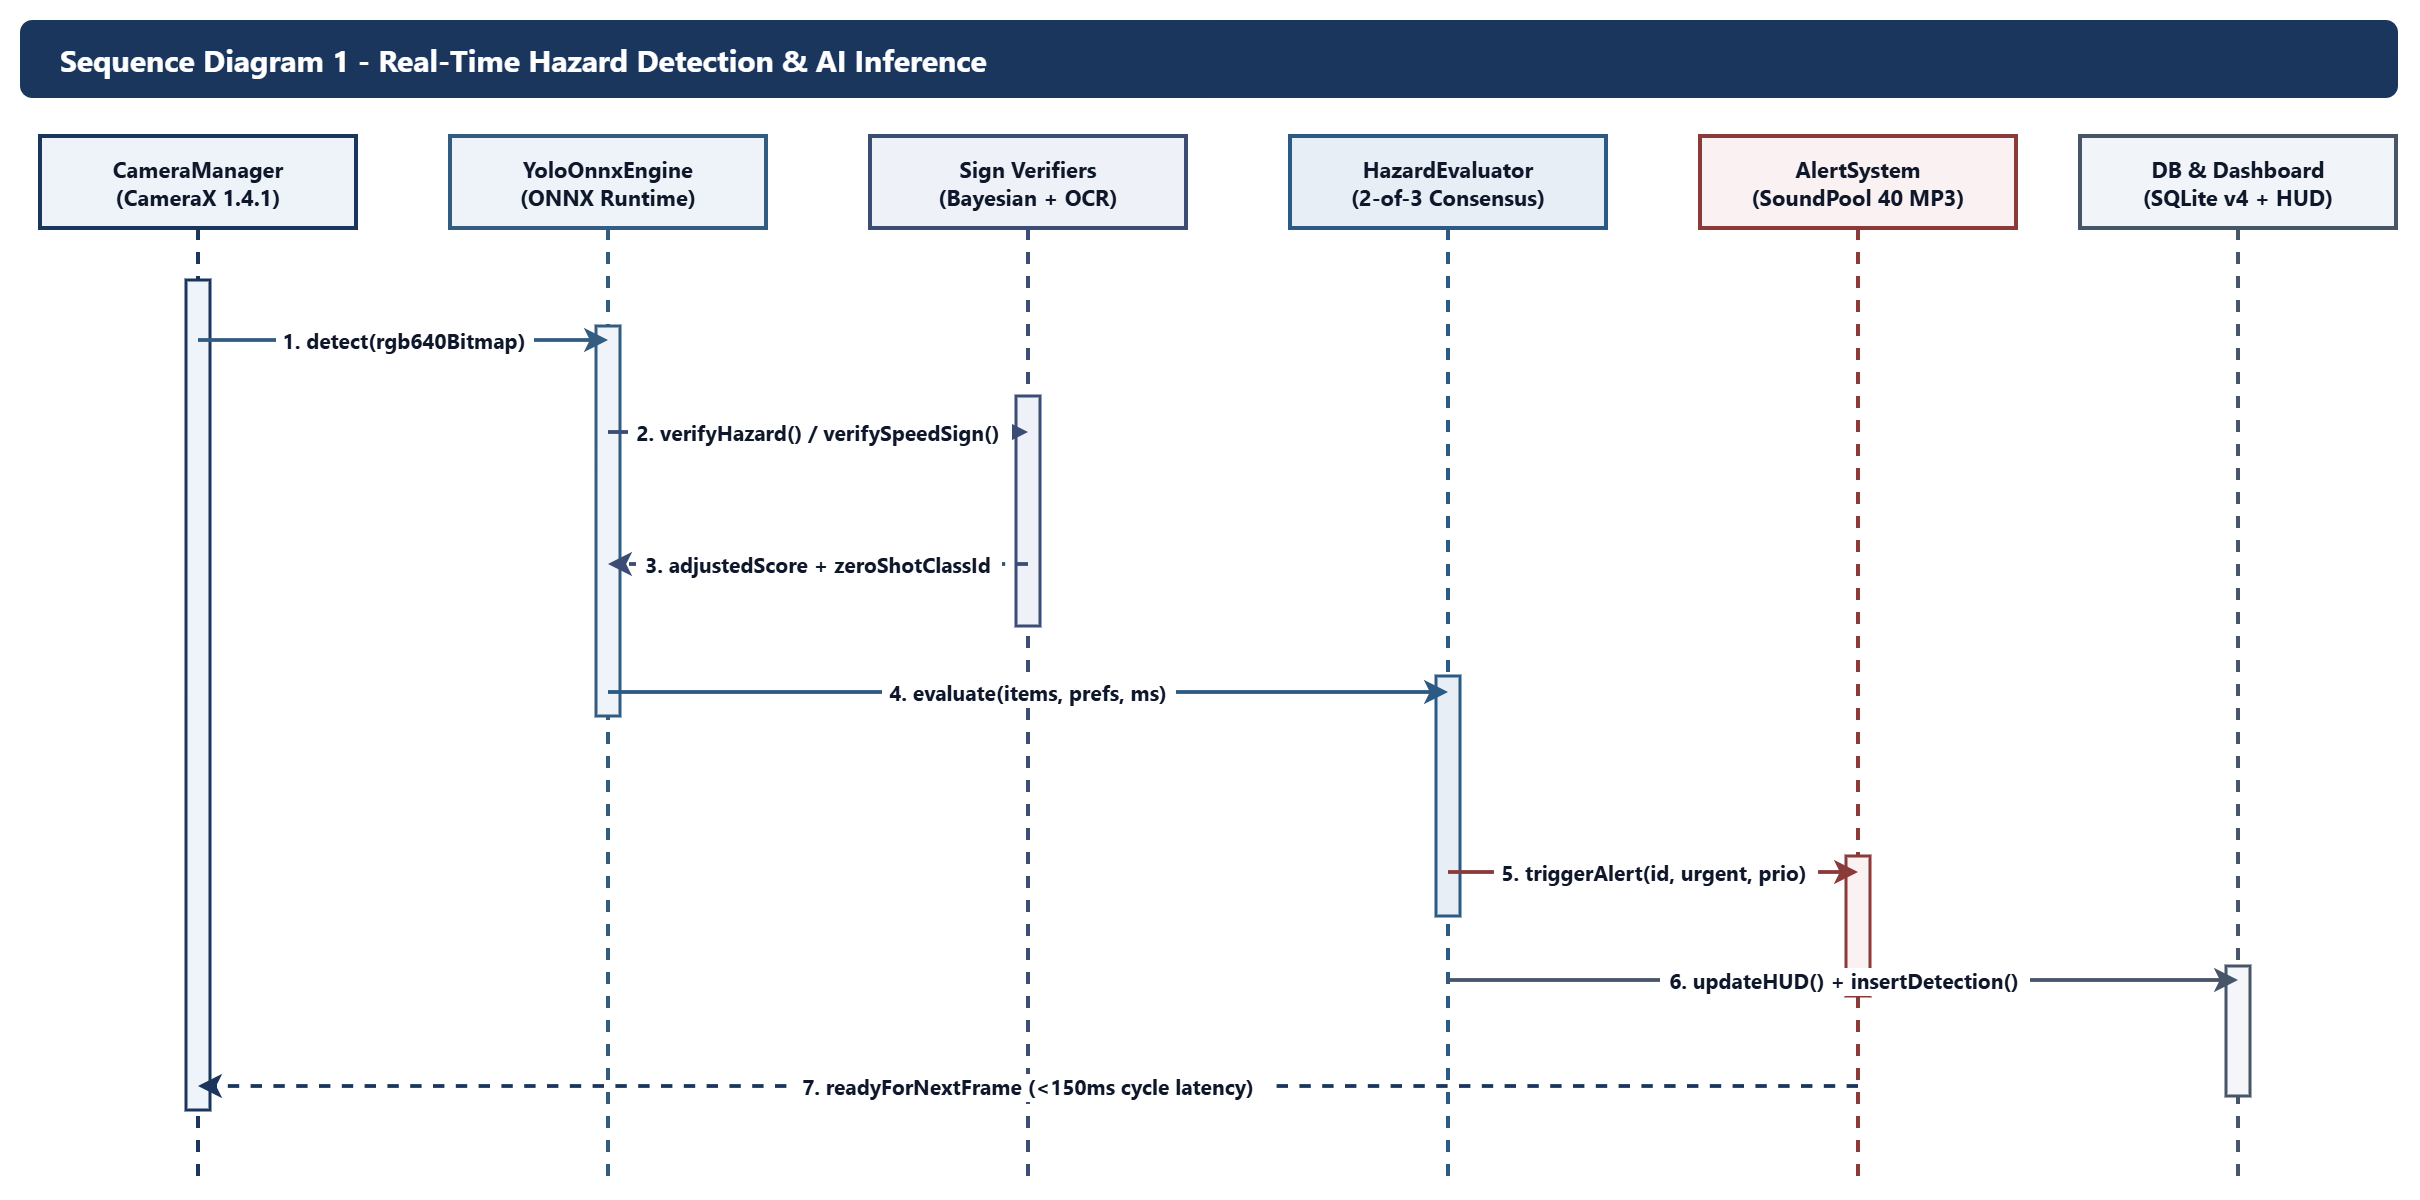 Sequence Diagram 1 - Real-Time Hazard Detection & AI Inference
CameraManager
(CameraX 1.4.1)
YoloOnnxEngine
(ONNX Runtime)
Sign Verifiers
(Bayesian + OCR)
HazardEvaluator
(2-of-3 Consensus)
AlertSystem
(SoundPool 40 MP3)
DB & Dashboard
(SQLite v4 + HUD)
1. detect(rgb640Bitmap)
2. verifyHazard() / verifySpeedSign()
3. adjustedScore + zeroShotClassId
4. evaluate(items, prefs, ms)
5. triggerAlert(id, urgent, prio)
6. updateHUD() + insertDetection()
7. readyForNextFrame (<150ms cycle latency)